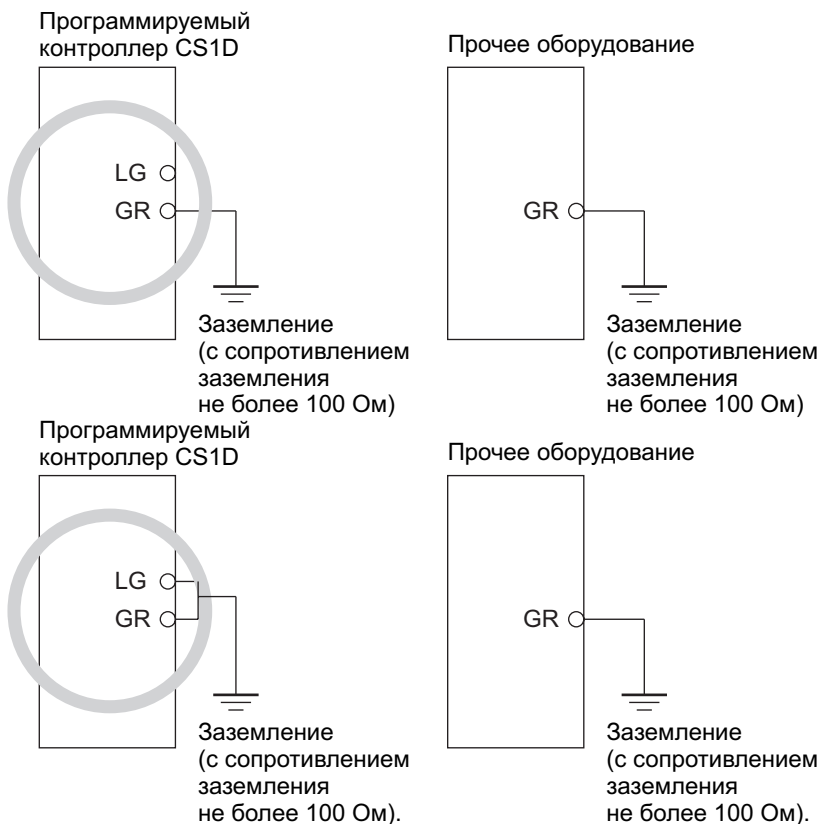 Программируемый
контроллер CS1D
Прочее оборудование
LG
GR
GR
Заземление
(с сопротивлением
заземления
не более 100 Ом)
Заземление
(с сопротивлением
заземления
не более 100 Ом)
Программируемый
контроллер CS1D
Прочее оборудование
LG
GR
GR
Заземление
(с сопротивлением
заземления
не более 100 Ом).
Заземление
(с сопротивлением
заземления
не более 100 Ом).